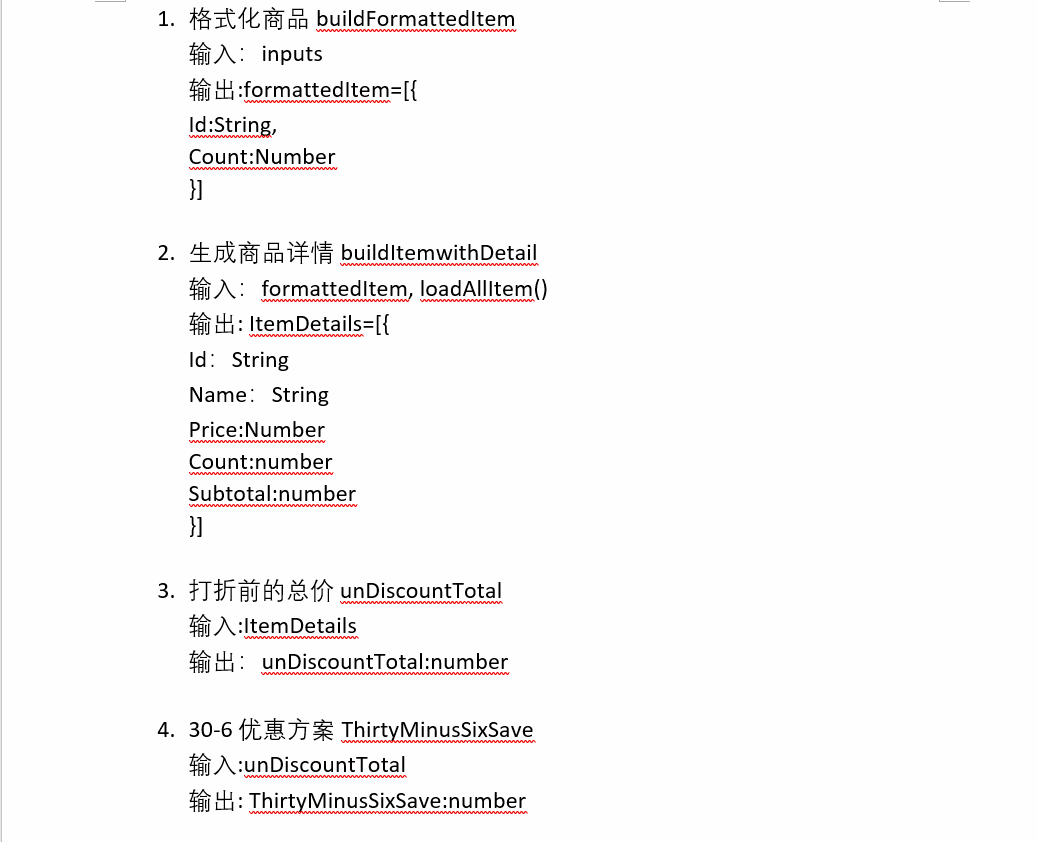 1. 格式化商品 buildFormattedItem
输入：inputs
输出:formattedItem=[{
Id:String,
Count:Number
}]
2. 生成商品详情 buildItemwithDetail
输入：formattedItem, loadAllItem()
输出: ItemDetails=[{
Id：String
Name：String
Price:Number
Count:number
Subtotal:number
}]
3. 打折前的总价 unDiscountTotal
输入:ItemDetails
输出：unDiscountTotal:number
4. 30-6 优惠方案 ThirtyMinusSixSave
输入:unDiscountTotal
输出: ThirtyMinusSixSave:number